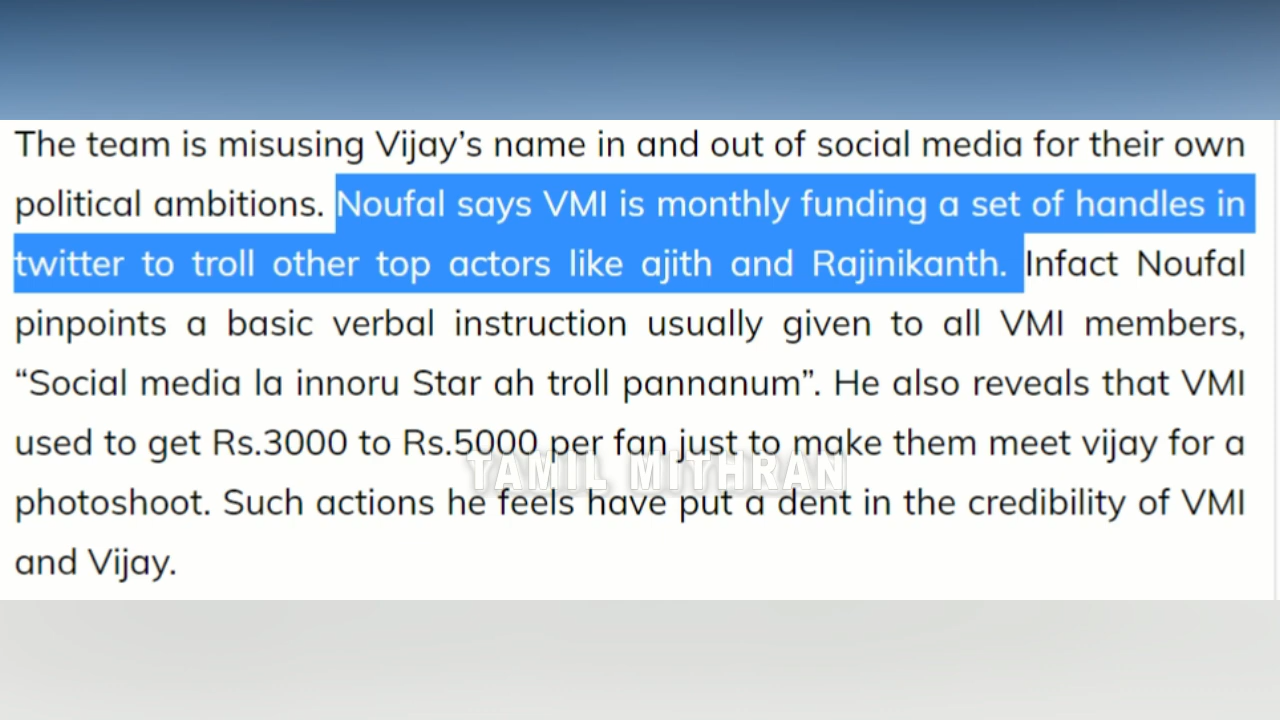 The team is misusing Vijay’s name in and out of social media for their own
political ambitions. Noufal says VMI is monthly funding a set of handles in
twitter to troll other top actors like ajith and Rajinikanth. Infact Noufal
pinpoints a basic verbal instruction usually given to all VMI members,
“Social media la innoru Star ah troll pannanum”. He also reveals that VMI
used to get Rs.3000 to Rs.5000 per fan just to make them meet vijay for a
TAMIL MITHRAN
photoshoot. Such actions he feels have put a dent in the credibility of VMI
and Vijay.